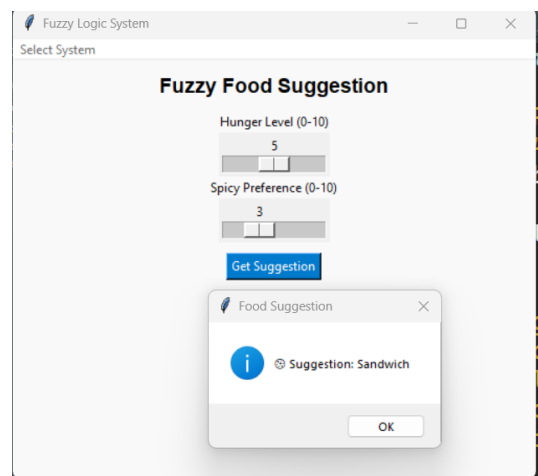 Fuzzy Logic System
Select System
Fuzzy Food Suggestion
Hunger Level (0-10)
5
Spicy Preference (0-10)
3
Get Suggestion
Food Suggestion
Suggestion: Sandwich
OK